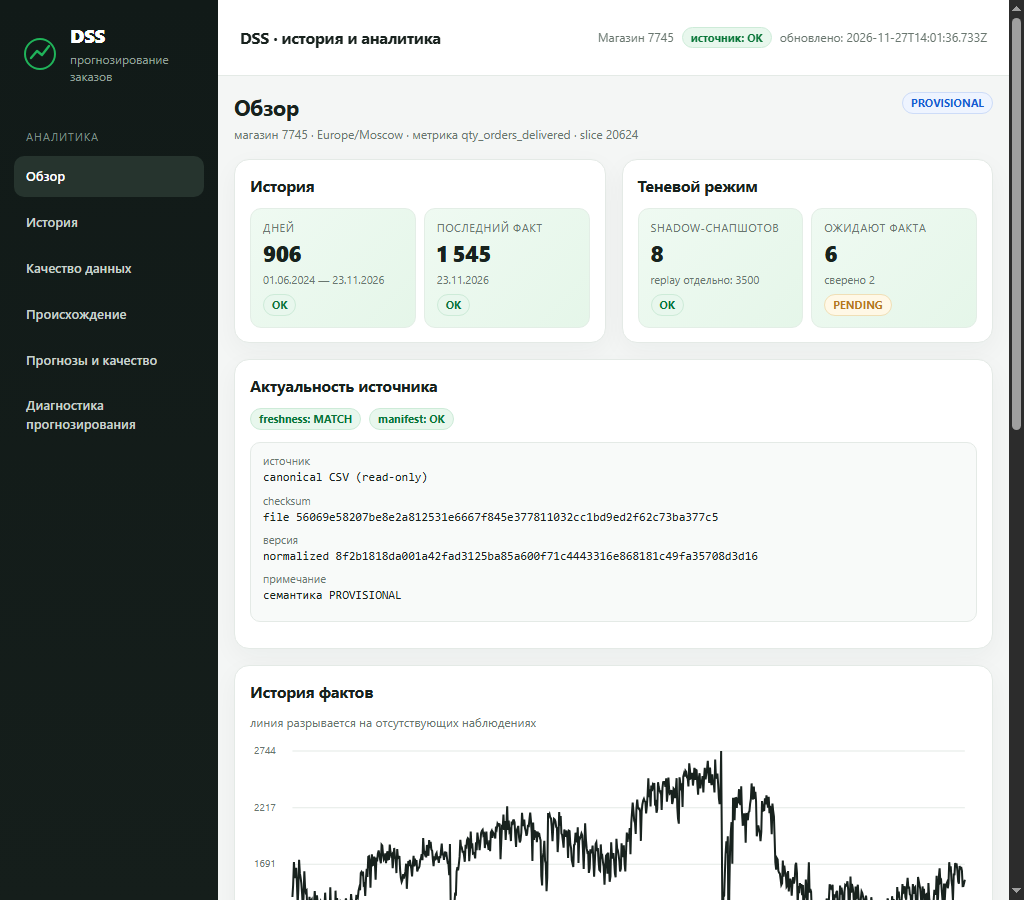 DSS
прогнозирование
заказов
АНАЛИТИКА
Обзор
История
Качество данных
Происхождение
Прогнозы и качество
Диагностика
прогнозирования
DSS · история и аналитика
Магазин 7745
источник: OK
обновлено: 2026-11-27T14:01:36.733Z
Обзор
PROVISIONAL
магазин 7745 · Europe/Moscow · метрика qty_orders_delivered · slice 20624
История
ДНЕЙ
906
01.06.2024 — 23.11.2026
OK
ПОСЛЕДНИЙ ФАКТ
1 545
23.11.2026
OK
Теневой режим
SHADOW-СНАПШОТОВ
8
replay отдельно: 3500
OK
ОЖИДАЮТ ФАКТА
6
сверено 2
PENDING
Актуальность источника
freshness: MATCH
manifest: OK
источник
canonical CSV (read-only)
checksum
file 56069e58207be8e2a812531e6667f845e377811032cc1bd9ed2f62c73ba377c5
версия
normalized 8f2b1818da001a42fad3125ba85a600f71c4443316e868181c49fa35708d3d16
примечание
семантика PROVISIONAL
История фактов
линия разрывается на отсутствующих наблюдениях
2744
2217
1691